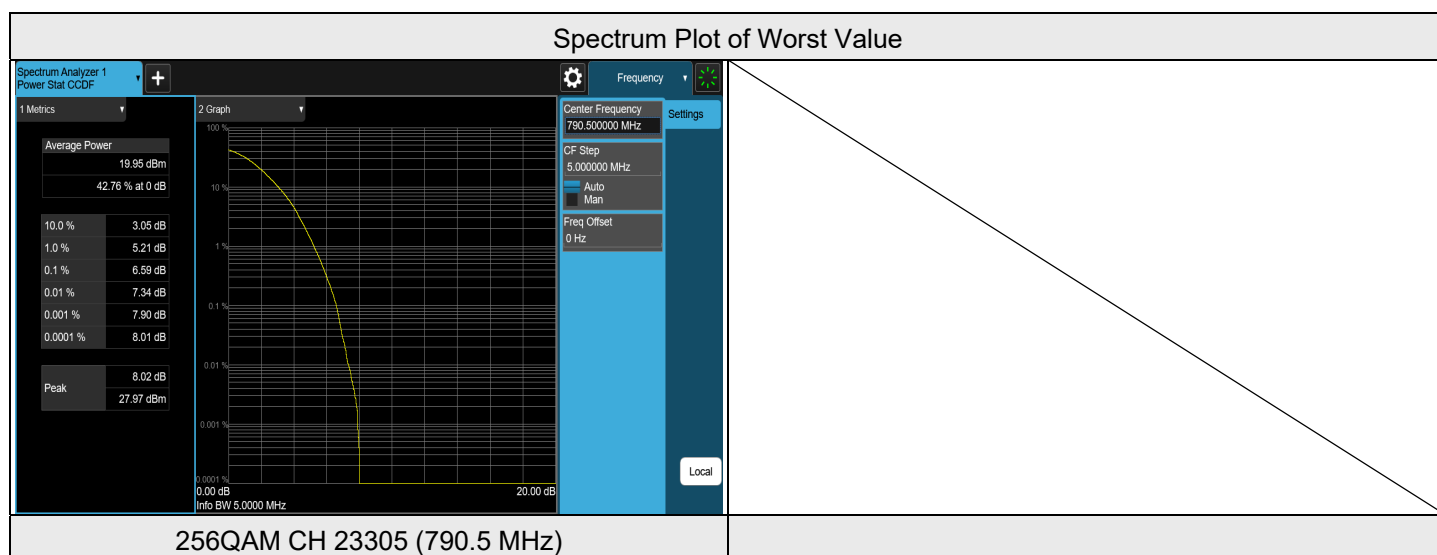 Spectrum Plot of Worst Value
Spectrum Analyzer 1
Power Stat CCDF
+
Frequency
1 Metrics
2 Graph
Center Frequency
790.500000 MHz
Settings
CF Step
5.000000 MHz
Auto
Man
Freq Offset
0 Hz
Average Power
19.95 dBm
42.76 % at 0 dB
10.0 % 3.05 dB
1.0 % 5.21 dB
0.1 % 6.59 dB
0.01 % 7.34 dB
0.001 % 7.90 dB
0.0001 % 8.01 dB
Peak
8.02 dB
27.97 dBm
100 %
10 %
1 %
0.1 %
0.01 %
0.001 %
0.0001 %
0.00 dB 20.00 dB
Info BW 5.0000 MHz
Local
256QAM CH 23305 (790.5 MHz)